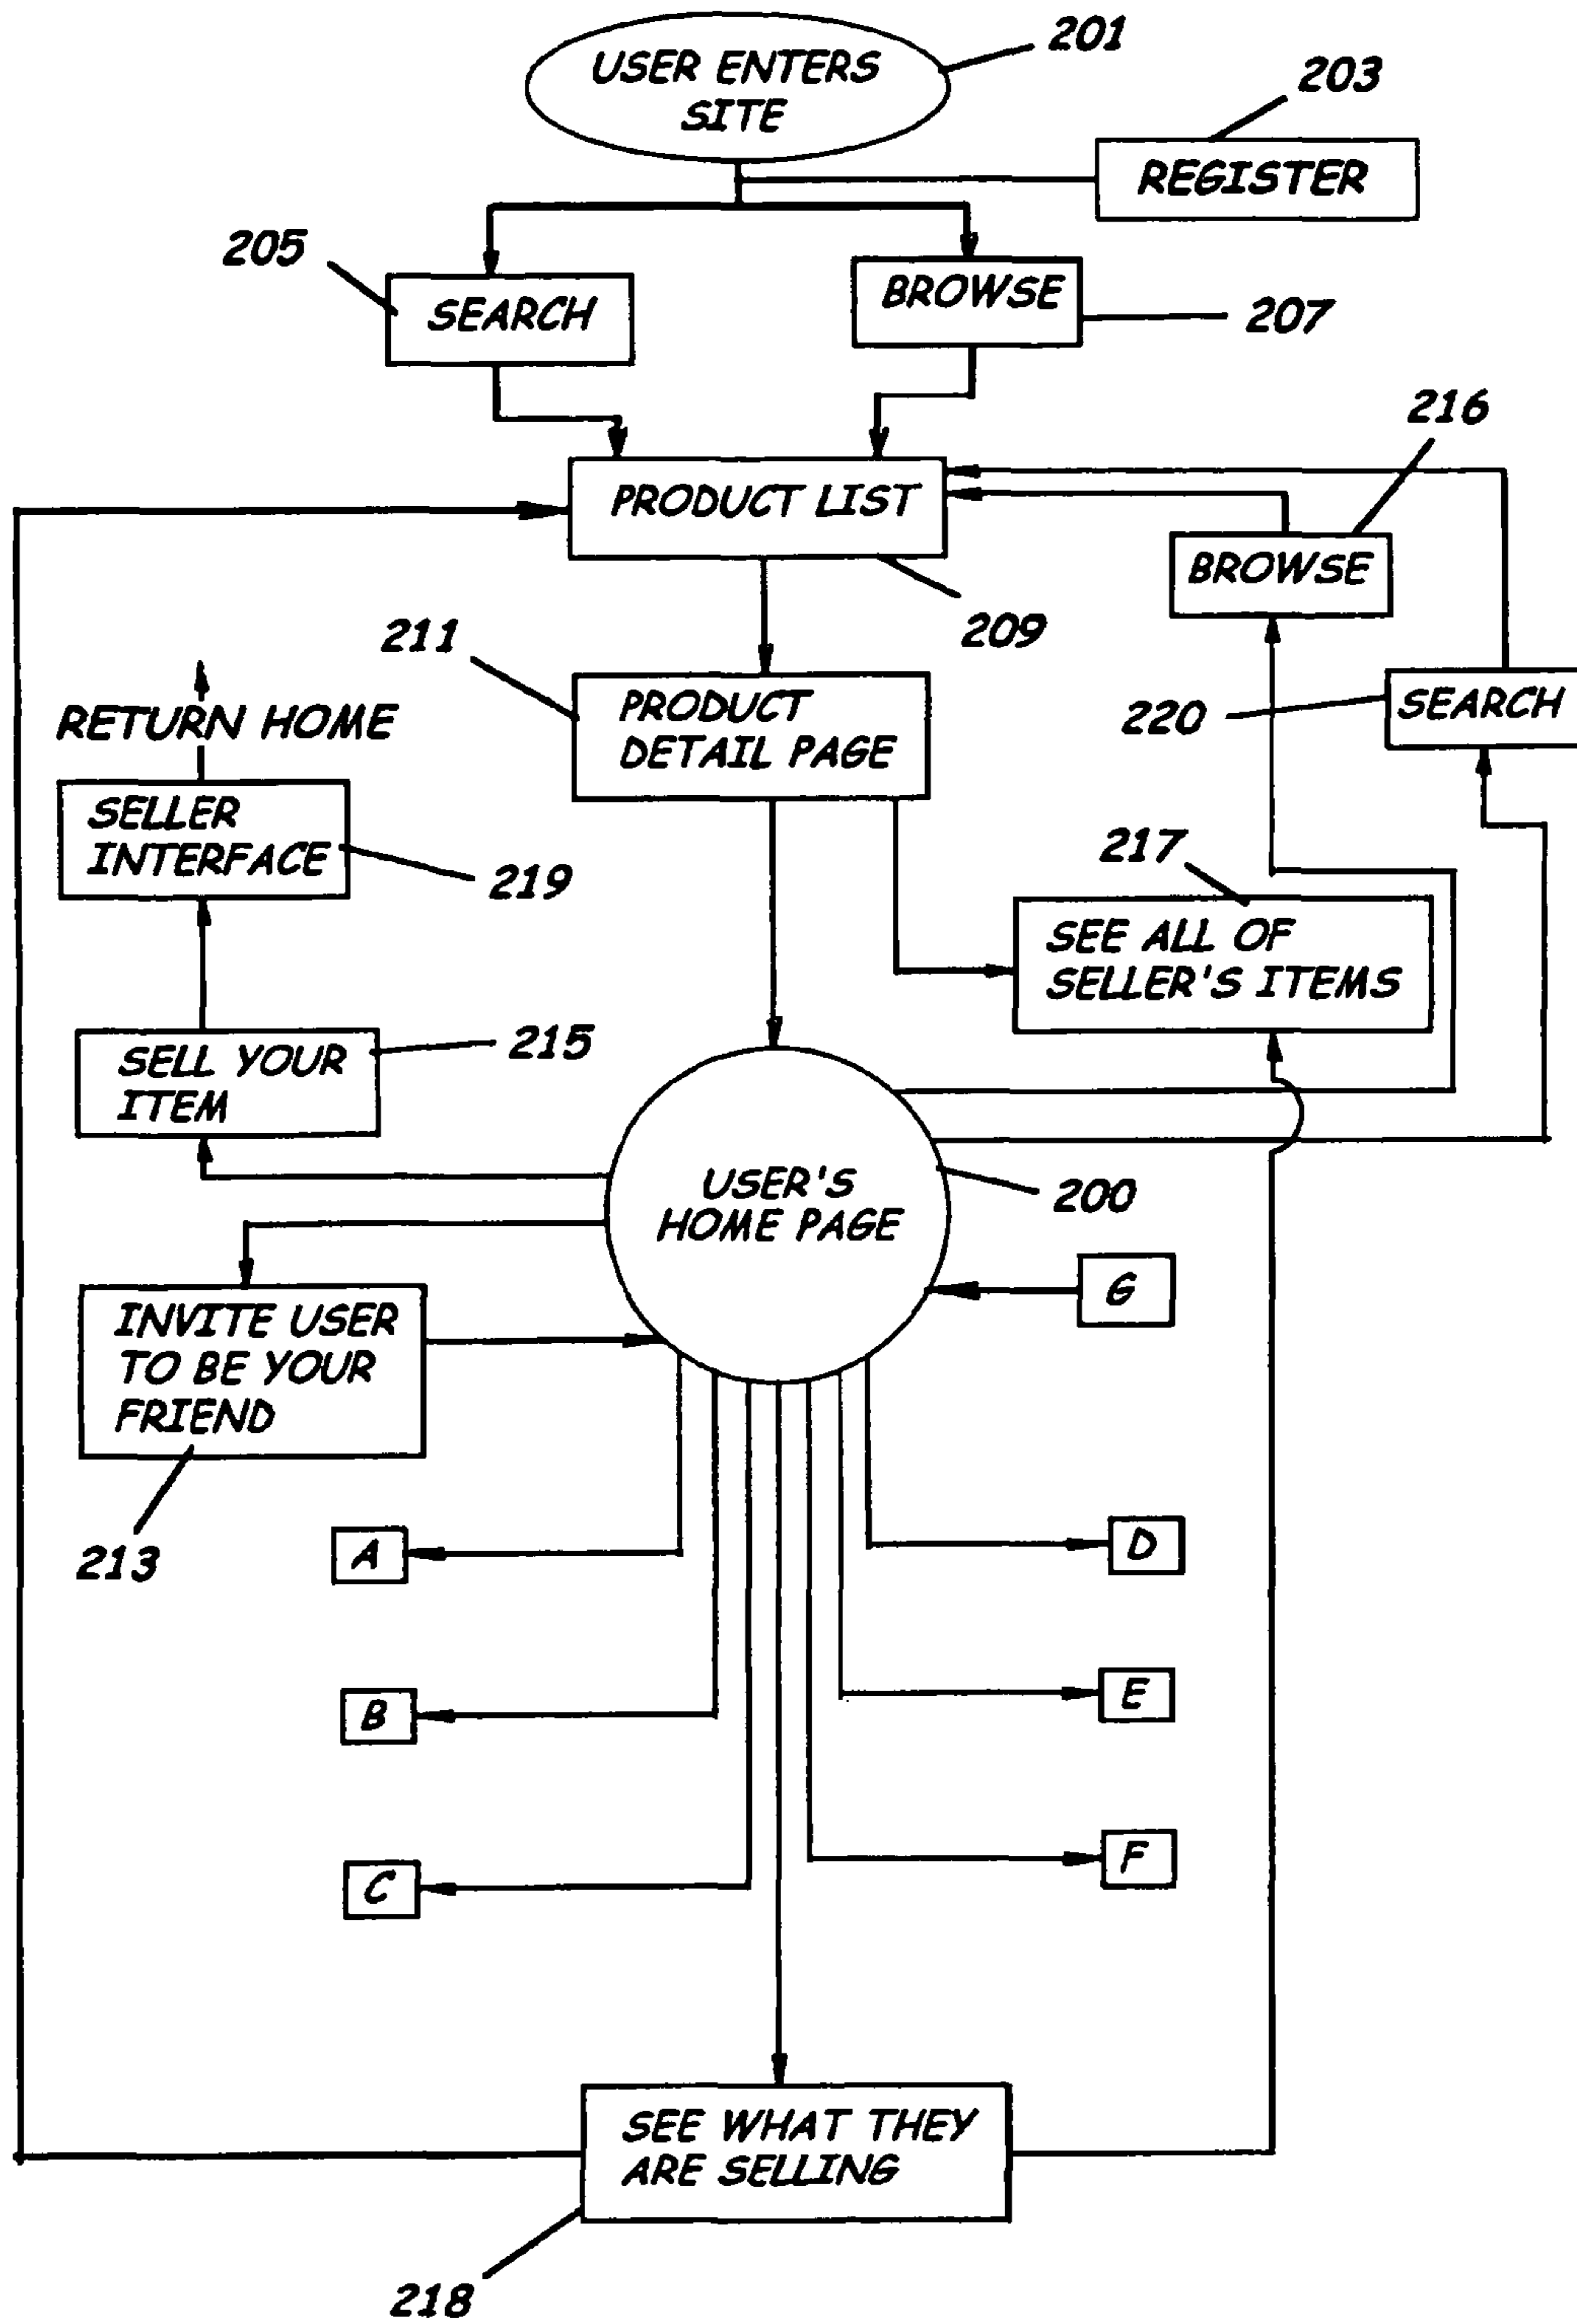 USER ENTERS
SITE
201
203
REGISTER
205
SEARCH
BROWSE
207
216
PRODUCT LIST
BROWSE
209
211
220
SEARCH
PRODUCT
DETAIL PAGE
RETURN HOME
SELLER
INTERFACE
219
217
SEE ALL OF
SELLER'S ITEMS
SELL YOUR
ITEM
215
USER'S
HOME PAGE
200
G
INVITE USER
TO BE YOUR
FRIEND
213
A
D
B
E
C
F
SEE WHAT THEY
ARE SELLING
218